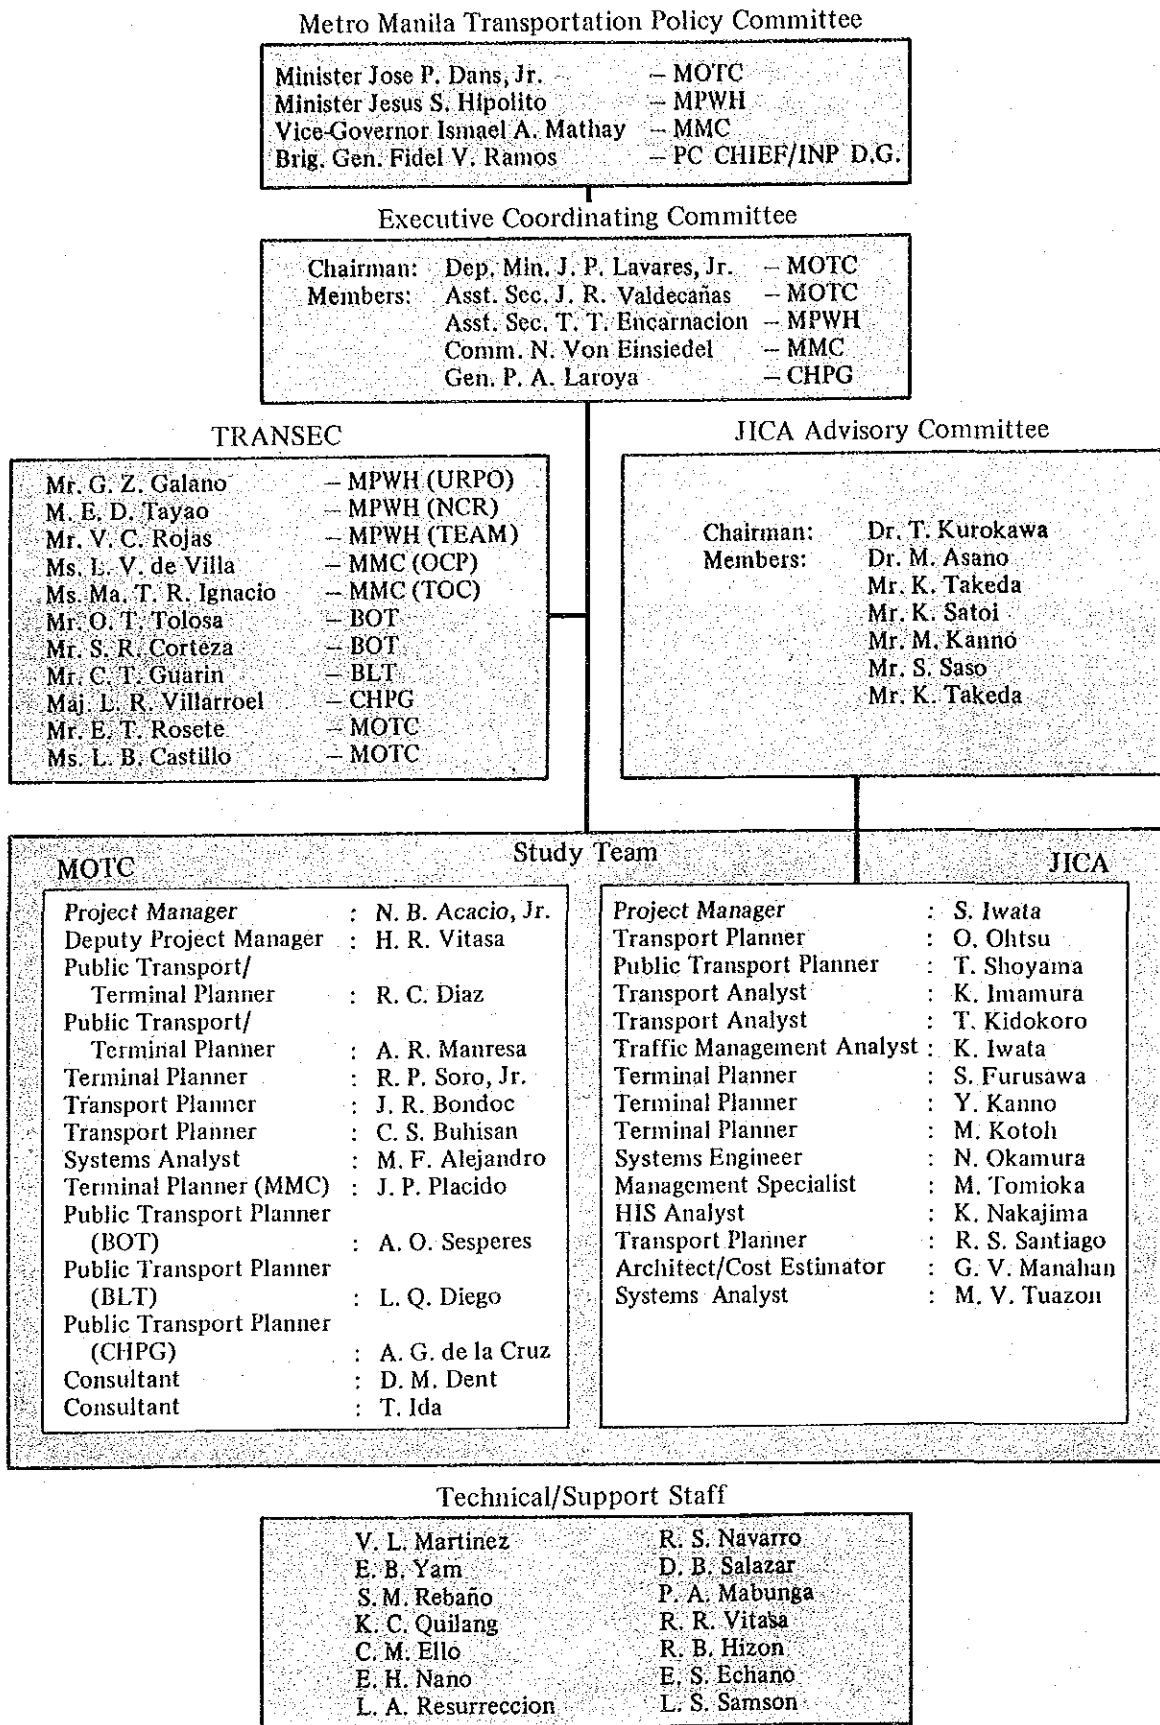 Metro Manila Transportation Policy Committee
Minister Jose P. Dans, Jr. – MOTC
Minister Jesus S. Hipolito – MPWH
Vice-Governor Ismael A. Mathay – MMC
Brig. Gen. Fidel V. Ramos – PC CHIEF/INP D.G.
Executive Coordinating Committee
Chairman: Dep. Min. J. P. Lavares, Jr. – MOTC
Members: Asst. Sec. J. R. Valdecañas – MOTC
Asst. Sec. T. T. Encarnacion – MPWH
Comm. N. Von Einsiedel – MMC
Gen. P. A. Laroya – CHPG
TRANSEC
Mr. G. Z. Galano – MPWH (URPO)
M. E. D. Tayao – MPWH (NCR)
Mr. V. C. Rojas – MPWH (TEAM)
Ms. L. V. de Villa – MMC (OCP)
Ms. Ma. T. R. Ignacio – MMC (TOC)
Mr. O. T. Tolosa – BOT
Mr. S. R. Corteza – BOT
Mr. C. T. Guarin – BLT
Maj. L. R. Villarroel – CHPG
Mr. E. T. Rosete – MOTC
Ms. L. B. Castillo – MOTC
JICA Advisory Committee
Chairman: Dr. T. Kurokawa
Members: Dr. M. Asano
Mr. K. Takeda
Mr. K. Satoi
Mr. M. Kanno
Mr. S. Saso
Mr. K. Takeda
Study Team
MOTC
Project Manager : N. B. Acacio, Jr.
Deputy Project Manager : H. R. Vitasa
Public Transport/
Terminal Planner : R. C. Diaz
Public Transport/
Terminal Planner : A. R. Manresa
Terminal Planner : R. P. Soro, Jr.
Transport Planner : J. R. Bondoc
Transport Planner : C. S. Buhisan
Systems Analyst : M. F. Alejandro
Terminal Planner (MMC) : J. P. Placido
Public Transport Planner
(BOT) : A. O. Sesperes
Public Transport Planner
(BLT) : L. Q. Diego
Public Transport Planner
(CHPG) : A. G. de la Cruz
Consultant : D. M. Dent
Consultant : T. Ida
JICA
Project Manager : S. Iwata
Transport Planner : O. Ohtsu
Public Transport Planner : T. Shoyama
Transport Analyst : K. Imamura
Transport Analyst : T. Kidokoro
Traffic Management Analyst : K. Iwata
Terminal Planner : S. Furusawa
Terminal Planner : Y. Kanno
Terminal Planner : M. Kotoh
Systems Engineer : N. Okamura
Management Specialist : M. Tomioka
HIS Analyst : K. Nakajima
Transport Planner : R. S. Santiago
Architect/Cost Estimator : G. V. Manahan
Systems Analyst : M. V. Tuazon
Technical/Support Staff
V. L. Martinez
E. B. Yam
S. M. Rebaño
K. C. Quilang
C. M. Ello
E. H. Nano
L. A. Resurreccion
R. S. Navarro
D. B. Salazar
P. A. Mabunga
R. R. Vitasa
R. B. Hizon
E. S. Echano
L. S. Samson